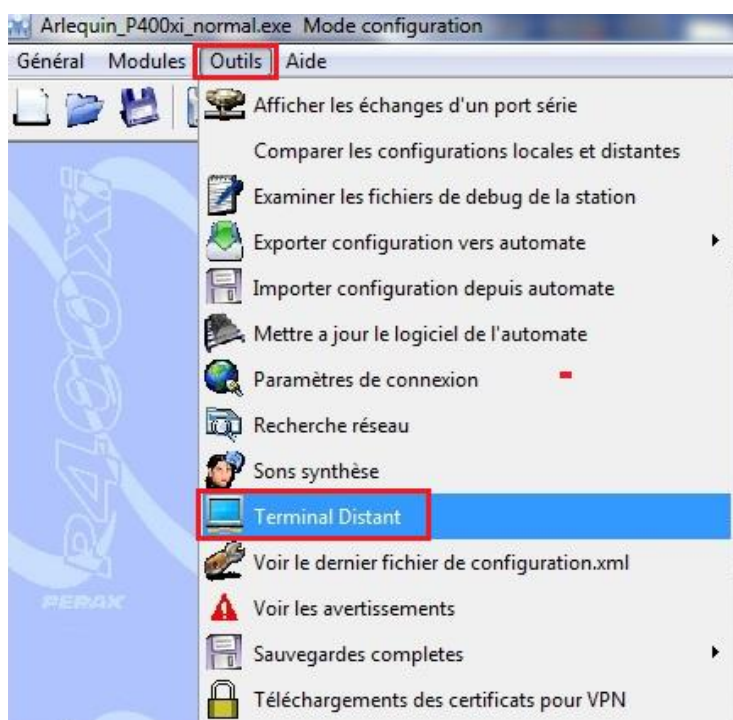 Arlequin_P400xi_normal.exe Mode configuration
Général Modules Outils Aide
Afficher les échanges d'un port série
Comparer les configurations locales et distantes
Examiner les fichiers de debug de la station
Exporter configuration vers automate
Importer configuration depuis automate
Mettre a jour le logiciel de l'automate
Paramètres de connexion
Recherche réseau
Sons synthèse
Terminal Distant
Voir le dernier fichier de configuration.xml
Voir les avertissements
Sauvegardes completes
Téléchargements des certificats pour VPN
P400xi
PERAX